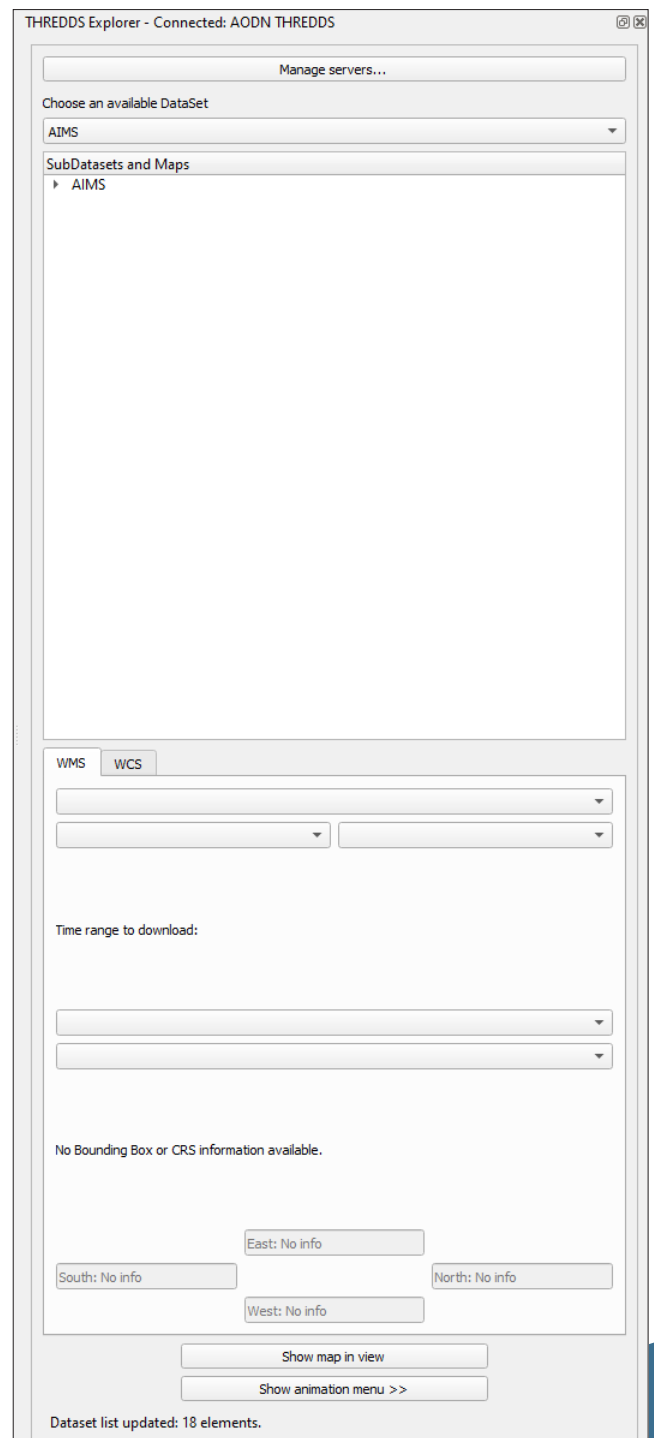 THREDDS Explorer - Connected: AODN THREDDS
Manage servers...
Choose an available DataSet
AIMS
SubDatasets and Maps
AIMS
WMS WCS
Time range to download:
No Bounding Box or CRS information available.
East: No info
South: No info North: No info
West: No info
Show map in view
Show animation menu >>
Dataset list updated: 18 elements.